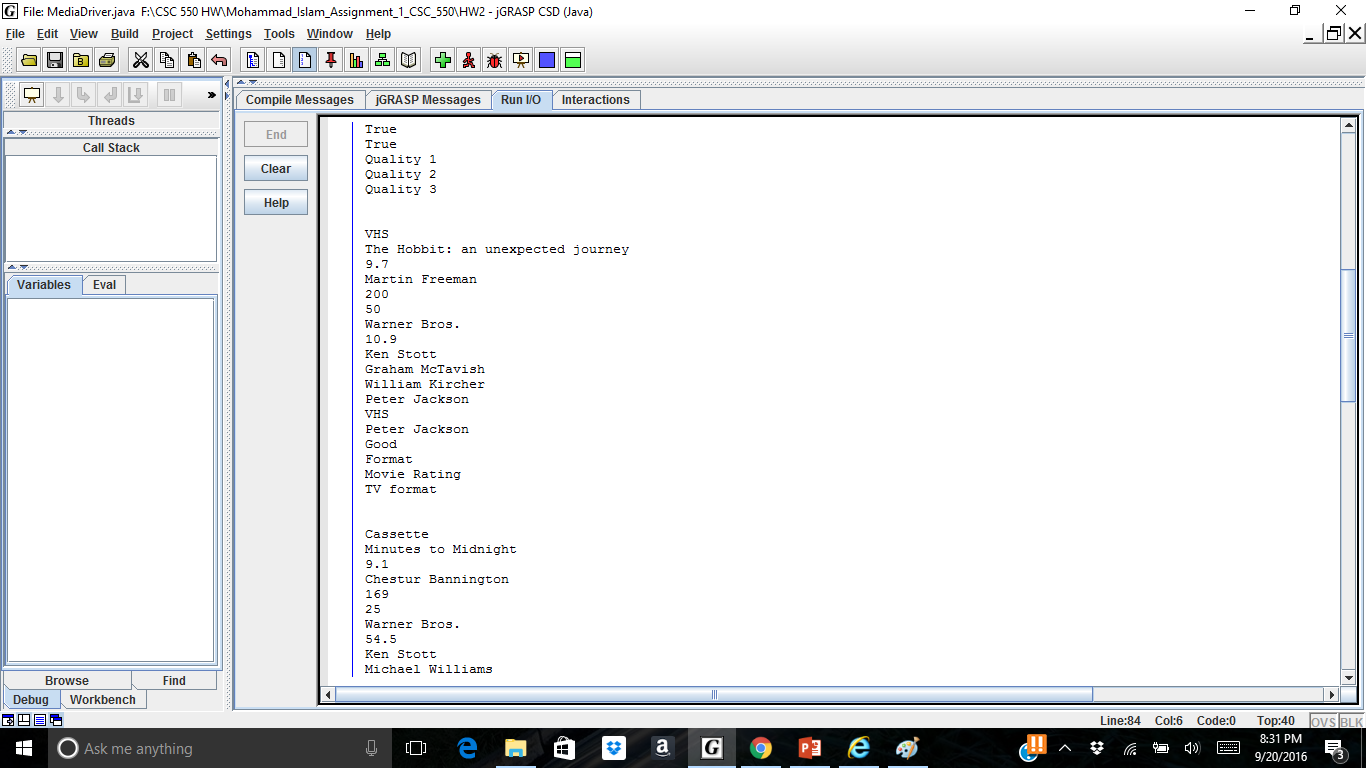 File: MediaDriver.java  F:\CSC 550 HW\Mohammad_Islam_Assignment_1_CSC_550\HW2 - jGRASP CSD (Java)
File Edit View Build Project Settings Tools Window Help
»
Threads
Call Stack
Variables Eval
Browse Find
Debug Workbench
Compile Messages jGRASP Messages Run I/O Interactions
End
Clear
Help
True
True
Quality 1
Quality 2
Quality 3
VHS
The Hobbit: an unexpected journey
9.7
Martin Freeman
200
50
Warner Bros.
10.9
Ken Stott
Graham McTavish
William Kircher
Peter Jackson
VHS
Peter Jackson
Good
Format
Movie Rating
TV format
Cassette
Minutes to Midnight
9.1
Chestur Bannington
169
25
Warner Bros.
54.5
Ken Stott
Michael Williams
Line:84 Col:6 Code:0 Top:40 OVS BLK
Ask me anything
8:31 PM
9/20/2016
3